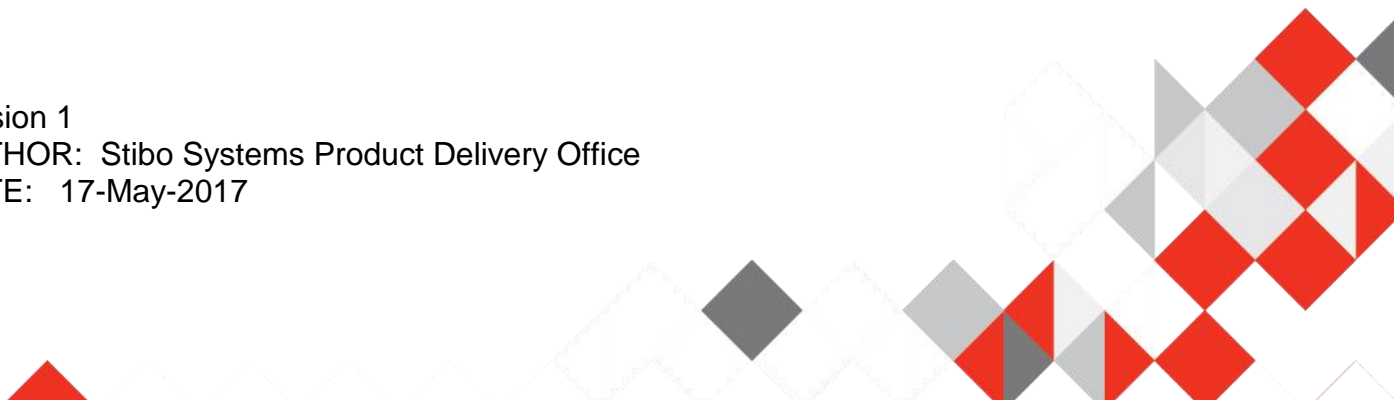 sion 1
THOR: Stibo Systems Product Delivery Office
TE: 17-May-2017